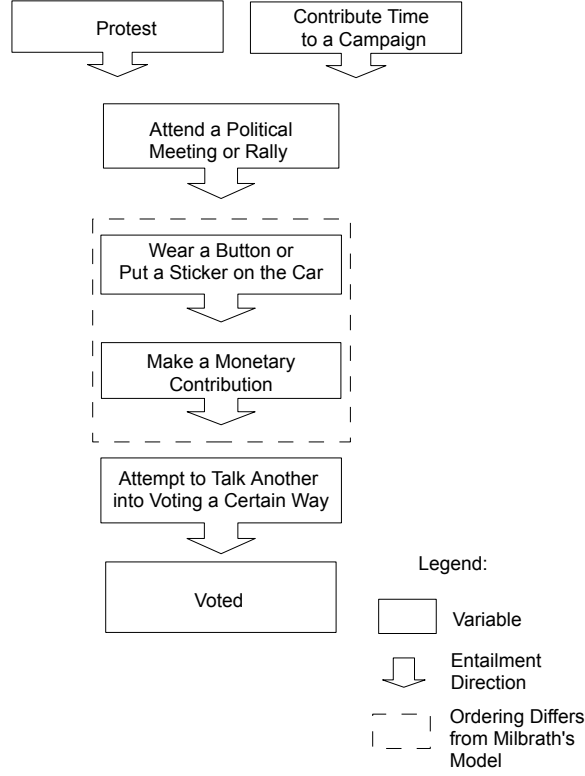 Protest
Contribute Time
to a Campaign
Attend a Political
Meeting or Rally
Wear a Button or
Put a Sticker on the Car
Make a Monetary
Contribution
Attempt to Talk Another
into Voting a Certain Way
Voted
Legend:
Variable
Entailment
Direction
Ordering Differs
from Milbrath's
Model